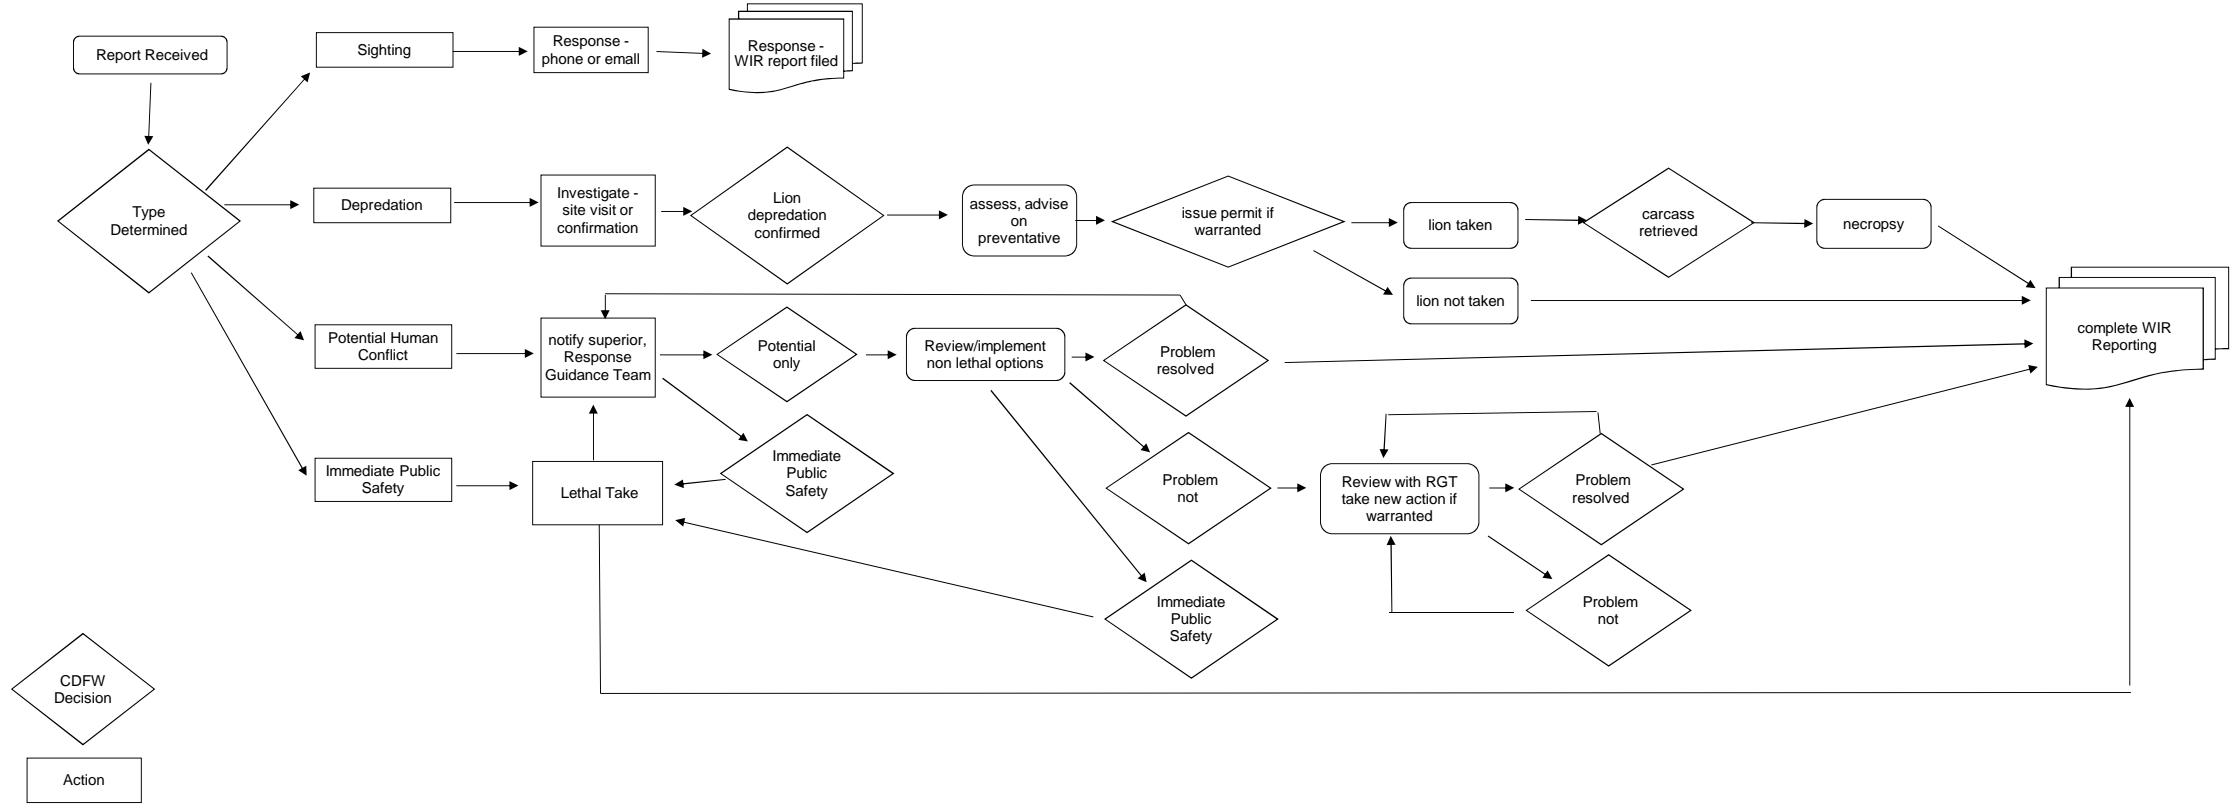 Report Received
Sighting
Response -
phone or emall
Response -
WIR report filed
Type
Determined
Depredation
Investigate -
site visit or
confirmation
Lion
depredation
confirmed
assess, advise
on
preventative
issue permit if
warranted
lion taken
carcass
retrieved
necropsy
lion not taken
complete WIR
Reporting
Potential Human
Conflict
notify superior,
Response
Guidance Team
Potential
only
Review/implement
non lethal options
Problem
resolved
Immediate Public
Safety
Lethal Take
Immediate
Public
Safety
Problem
not
Review with RGT
take new action if
warranted
Problem
resolved
Immediate
Public
Safety
Problem
not
CDFW
Decision
Action